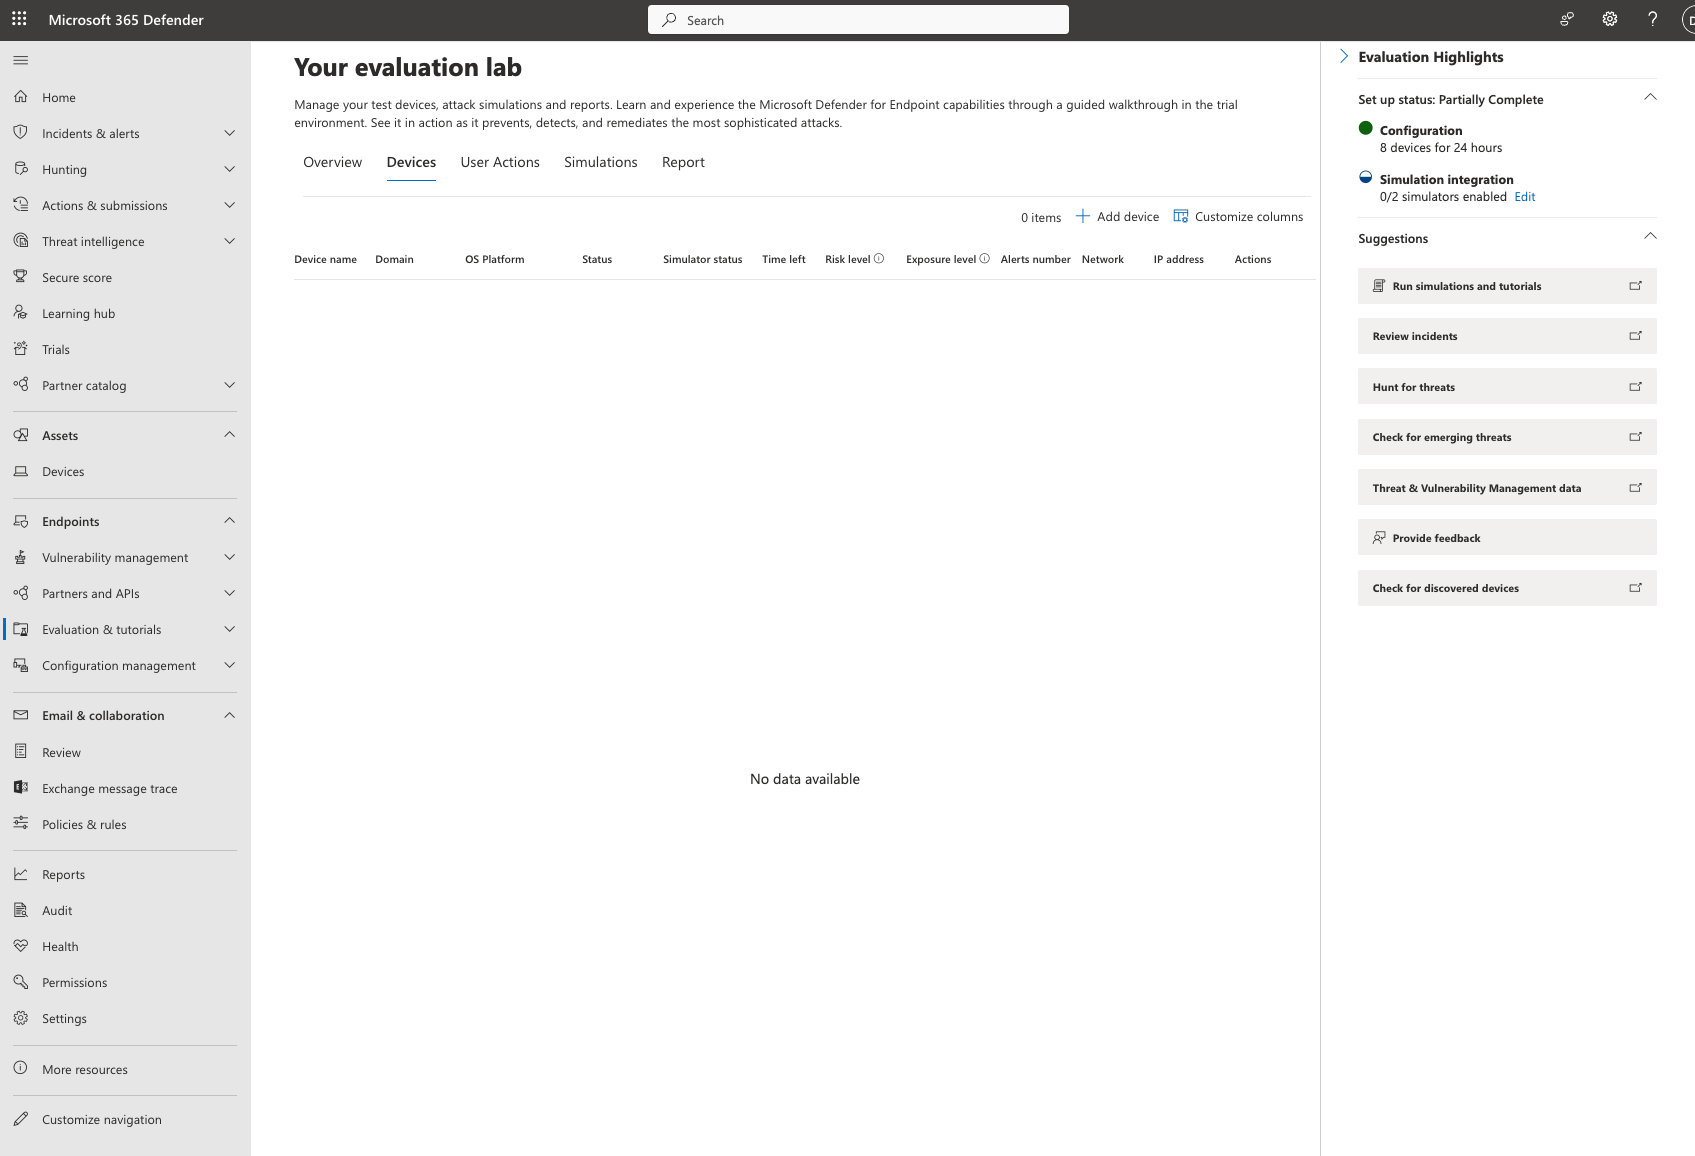 Microsoft 365 Defender
Search
Home
Incidents & alerts
Hunting
Actions & submissions
Threat intelligence
Secure score
Learning hub
Trials
Partner catalog
Assets
Devices
Endpoints
Vulnerability management
Partners and APIs
Evaluation & tutorials
Configuration management
Email & collaboration
Review
Exchange message trace
Policies & rules
Reports
Audit
Health
Permissions
Settings
More resources
Customize navigation
Your evaluation lab
Manage your test devices, attack simulations and reports. Learn and experience the Microsoft Defender for Endpoint capabilities through a guided walkthrough in the trial
environment. See it in action as it prevents, detects, and remediates the most sophisticated attacks.
Overview Devices User Actions Simulations Report
0 items Add device Customize columns
Device name Domain OS Platform Status Simulator status Time left Risk level Exposure level Alerts number Network IP address Actions
No data available
Evaluation Highlights
Set up status: Partially Complete
Configuration
8 devices for 24 hours
Simulation integration
0/2 simulators enabled Edit
Suggestions
Run simulations and tutorials
Review incidents
Hunt for threats
Check for emerging threats
Threat & Vulnerability Management data
Provide feedback
Check for discovered devices